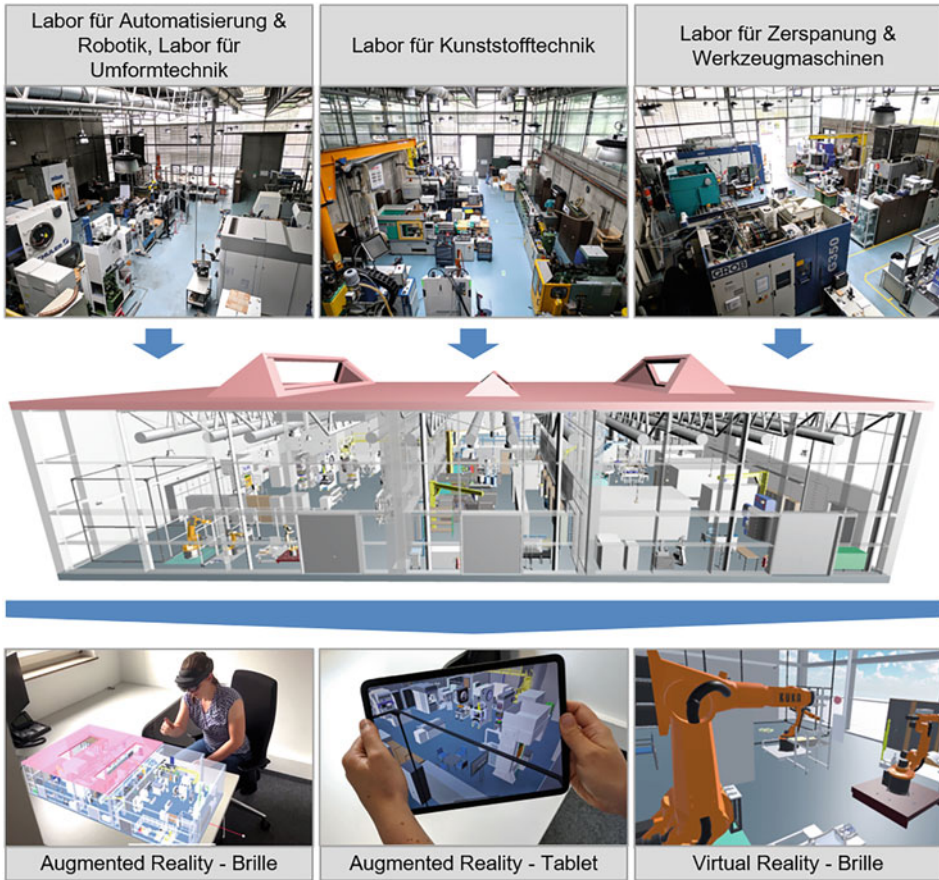 Labor für Automatisierung &
Robotik, Labor für
Umformtechnik
Labor für Kunststofftechnik
Labor für Zerspanung &
Werkzeugmaschinen
GROB
G350
KUKA
Augmented Reality - Brille
Augmented Reality - Tablet
Virtual Reality - Brille